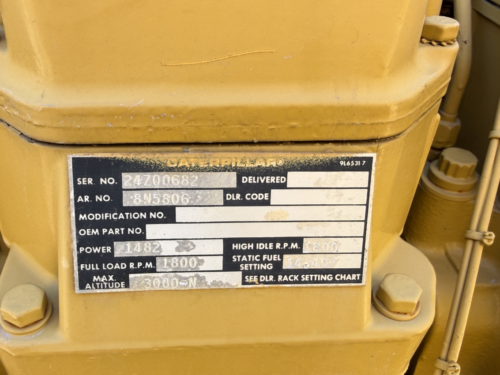 CATERPILLAR
9L6531 7
SER. NO. 24Z00682 DELIVERED
AR. NO. 8N5806 DLR. CODE
MODIFICATION NO.
OEM PART NO.
POWER 1482 HIGH IDLE R.P.M.
FULL LOAD R.P.M. 1800 STATIC FUEL SETTING
MAX. ALTITUDE 3000-N SEE DLR. RACK SETTING CHART